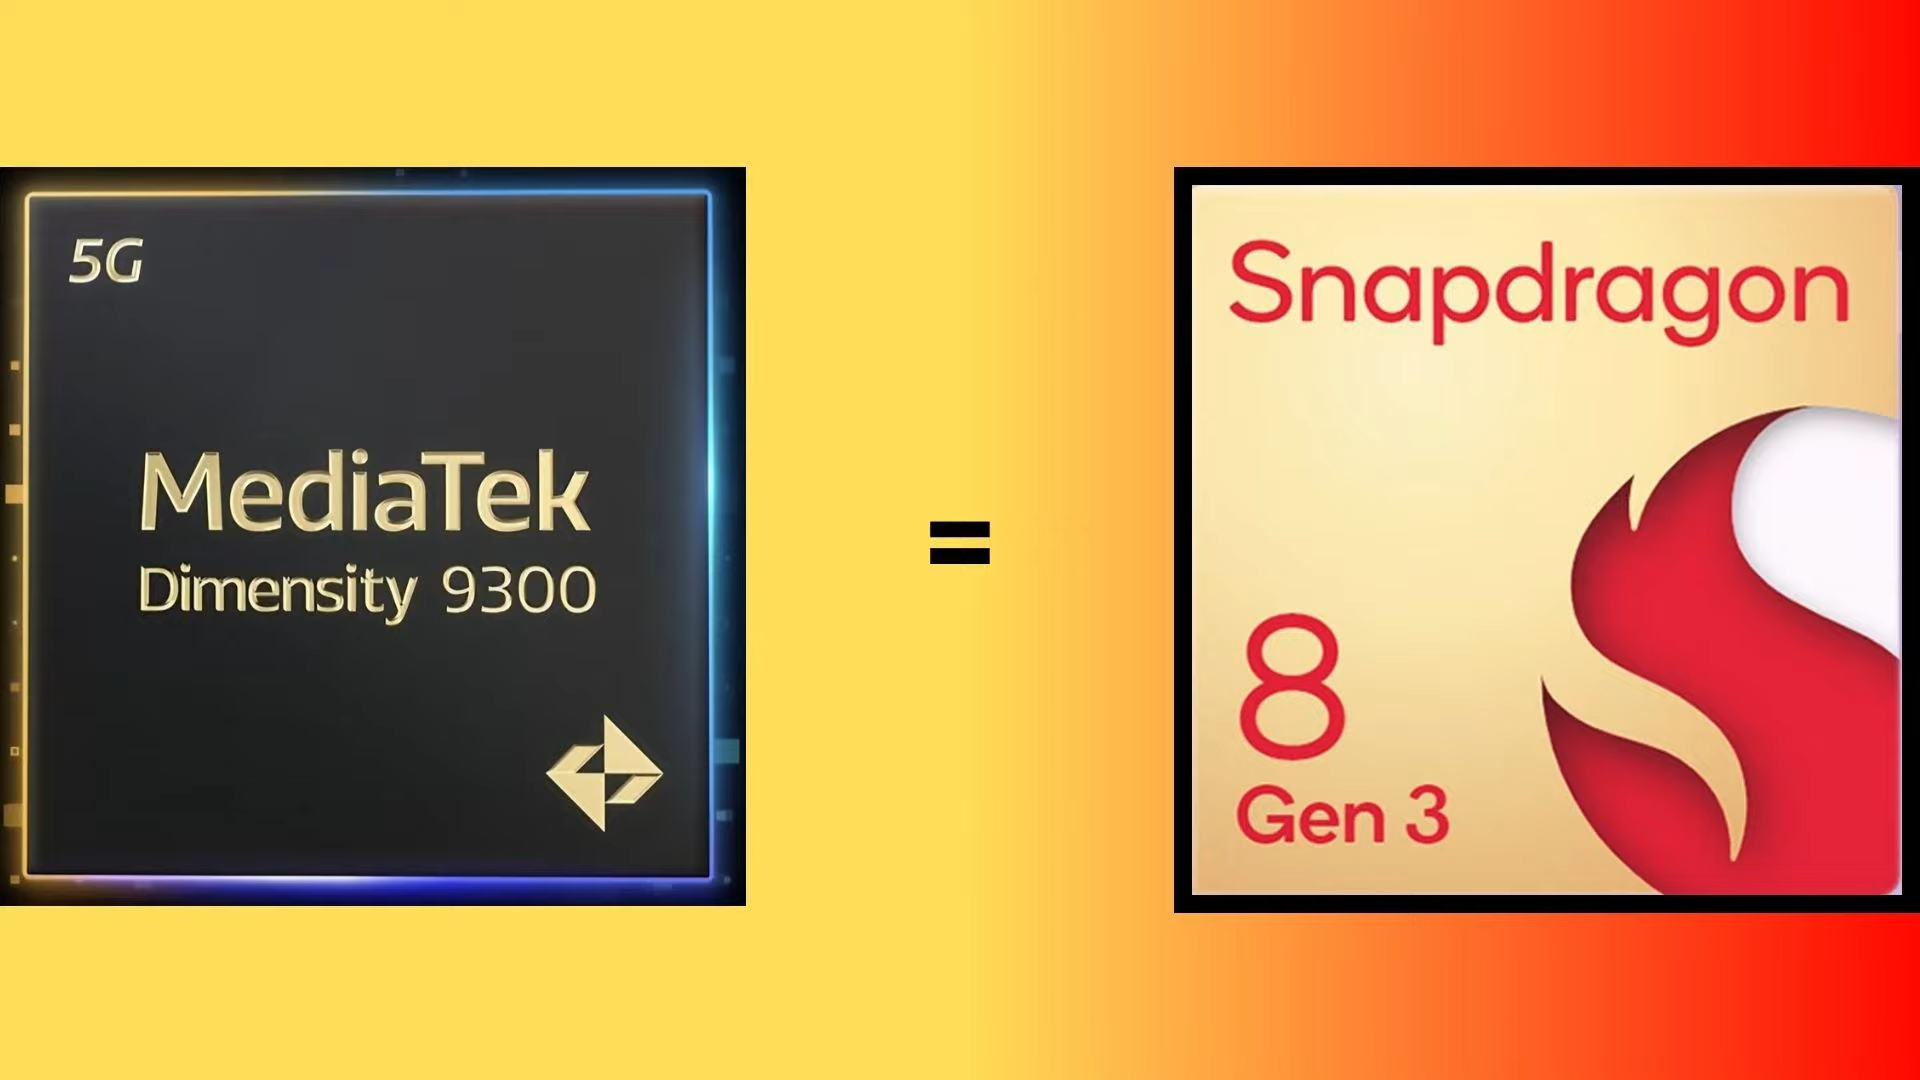 5G
MediaTek
Dimensity 9300
=
Snapdragon
8
Gen 3